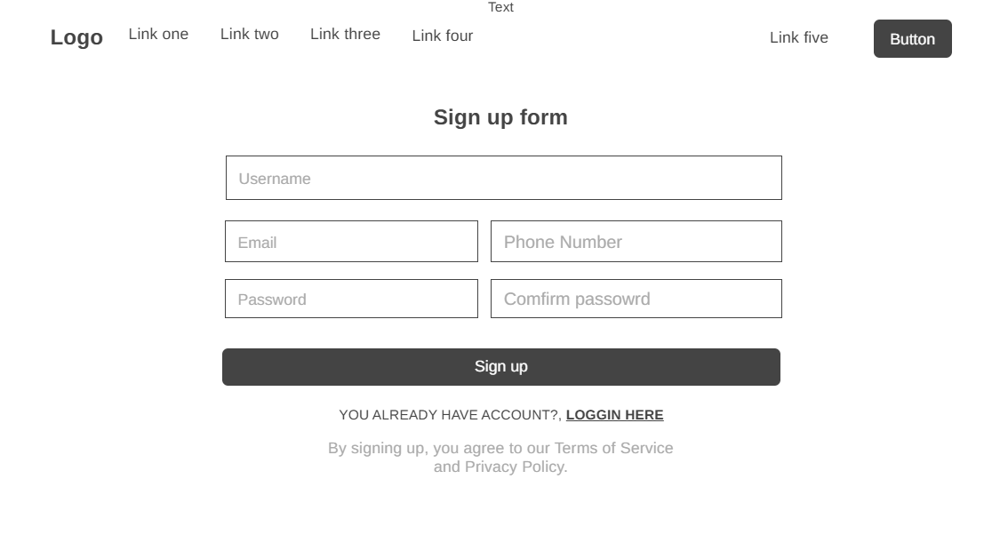 Text
Logo Link one Link two Link three Link four Link five Button
Sign up form
Username
Email Phone Number
Password Comfirm passowrd
Sign up
YOU ALREADY HAVE ACCOUNT?, LOGGIN HERE
By signing up, you agree to our Terms of Service
and Privacy Policy.